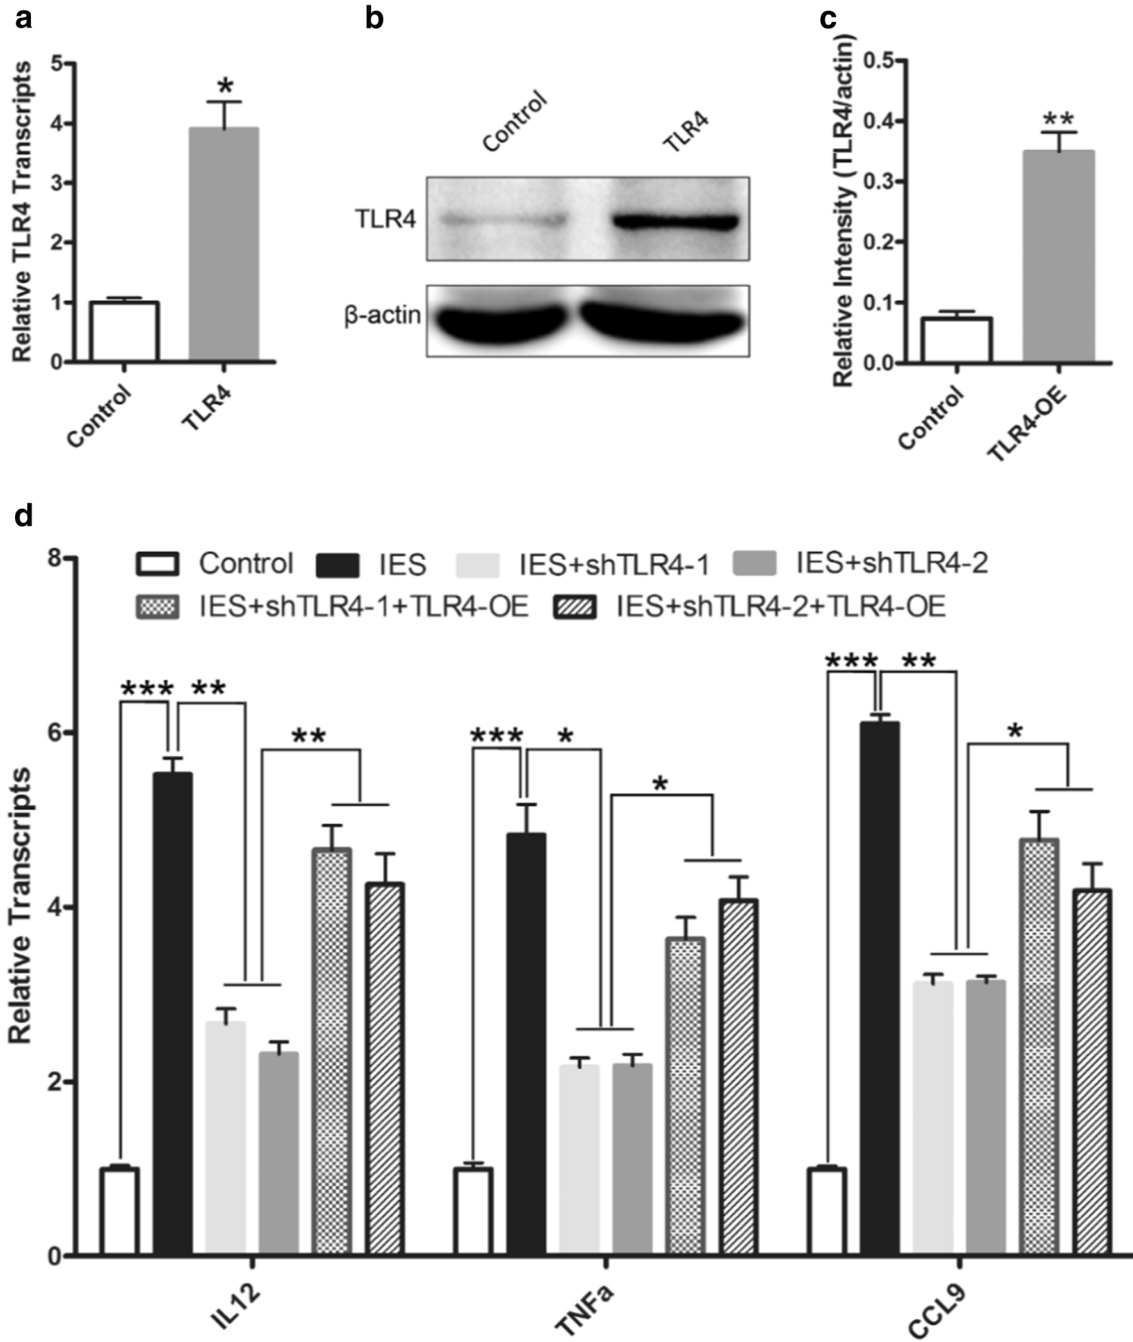 a
Relative TLR4 Transcripts
5
4
3
2
1
0
*
Control
TLR4
b
Control
TLR4
TLR4
β-actin
c
Relative Intensity (TLR4/actin)
0.5
0.4
0.3
0.2
0.1
0.0
**
Control
TLR4-OE
d
Relative Transcripts
8
6
4
2
0
Control
IES
IES+shTLR4-1
IES+shTLR4-2
IES+shTLR4-1+TLR4-OE
IES+shTLR4-2+TLR4-OE
*** ** **
*** * *
*** ** *
IL12
TNFa
CCL9